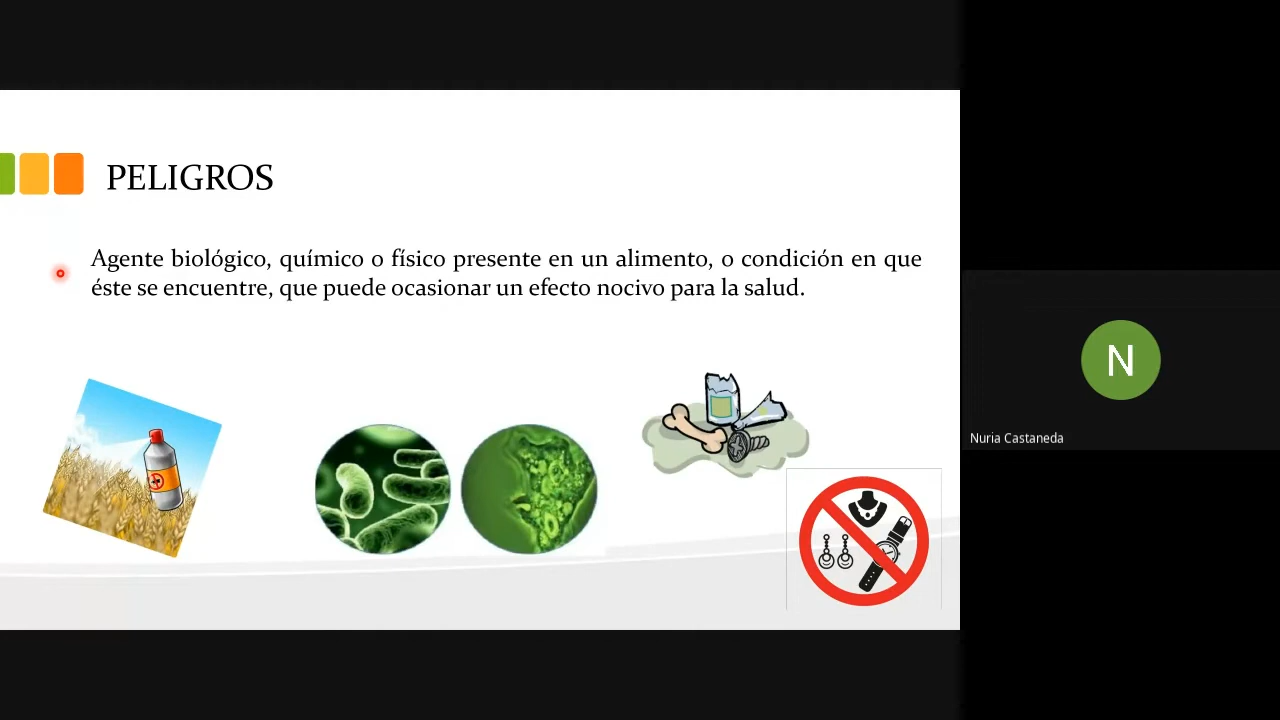 PELIGROS
Agente biológico, químico o físico presente en un alimento, o condición en que
éste se encuentre, que puede ocasionar un efecto nocivo para la salud.
N
Nuria Castaneda